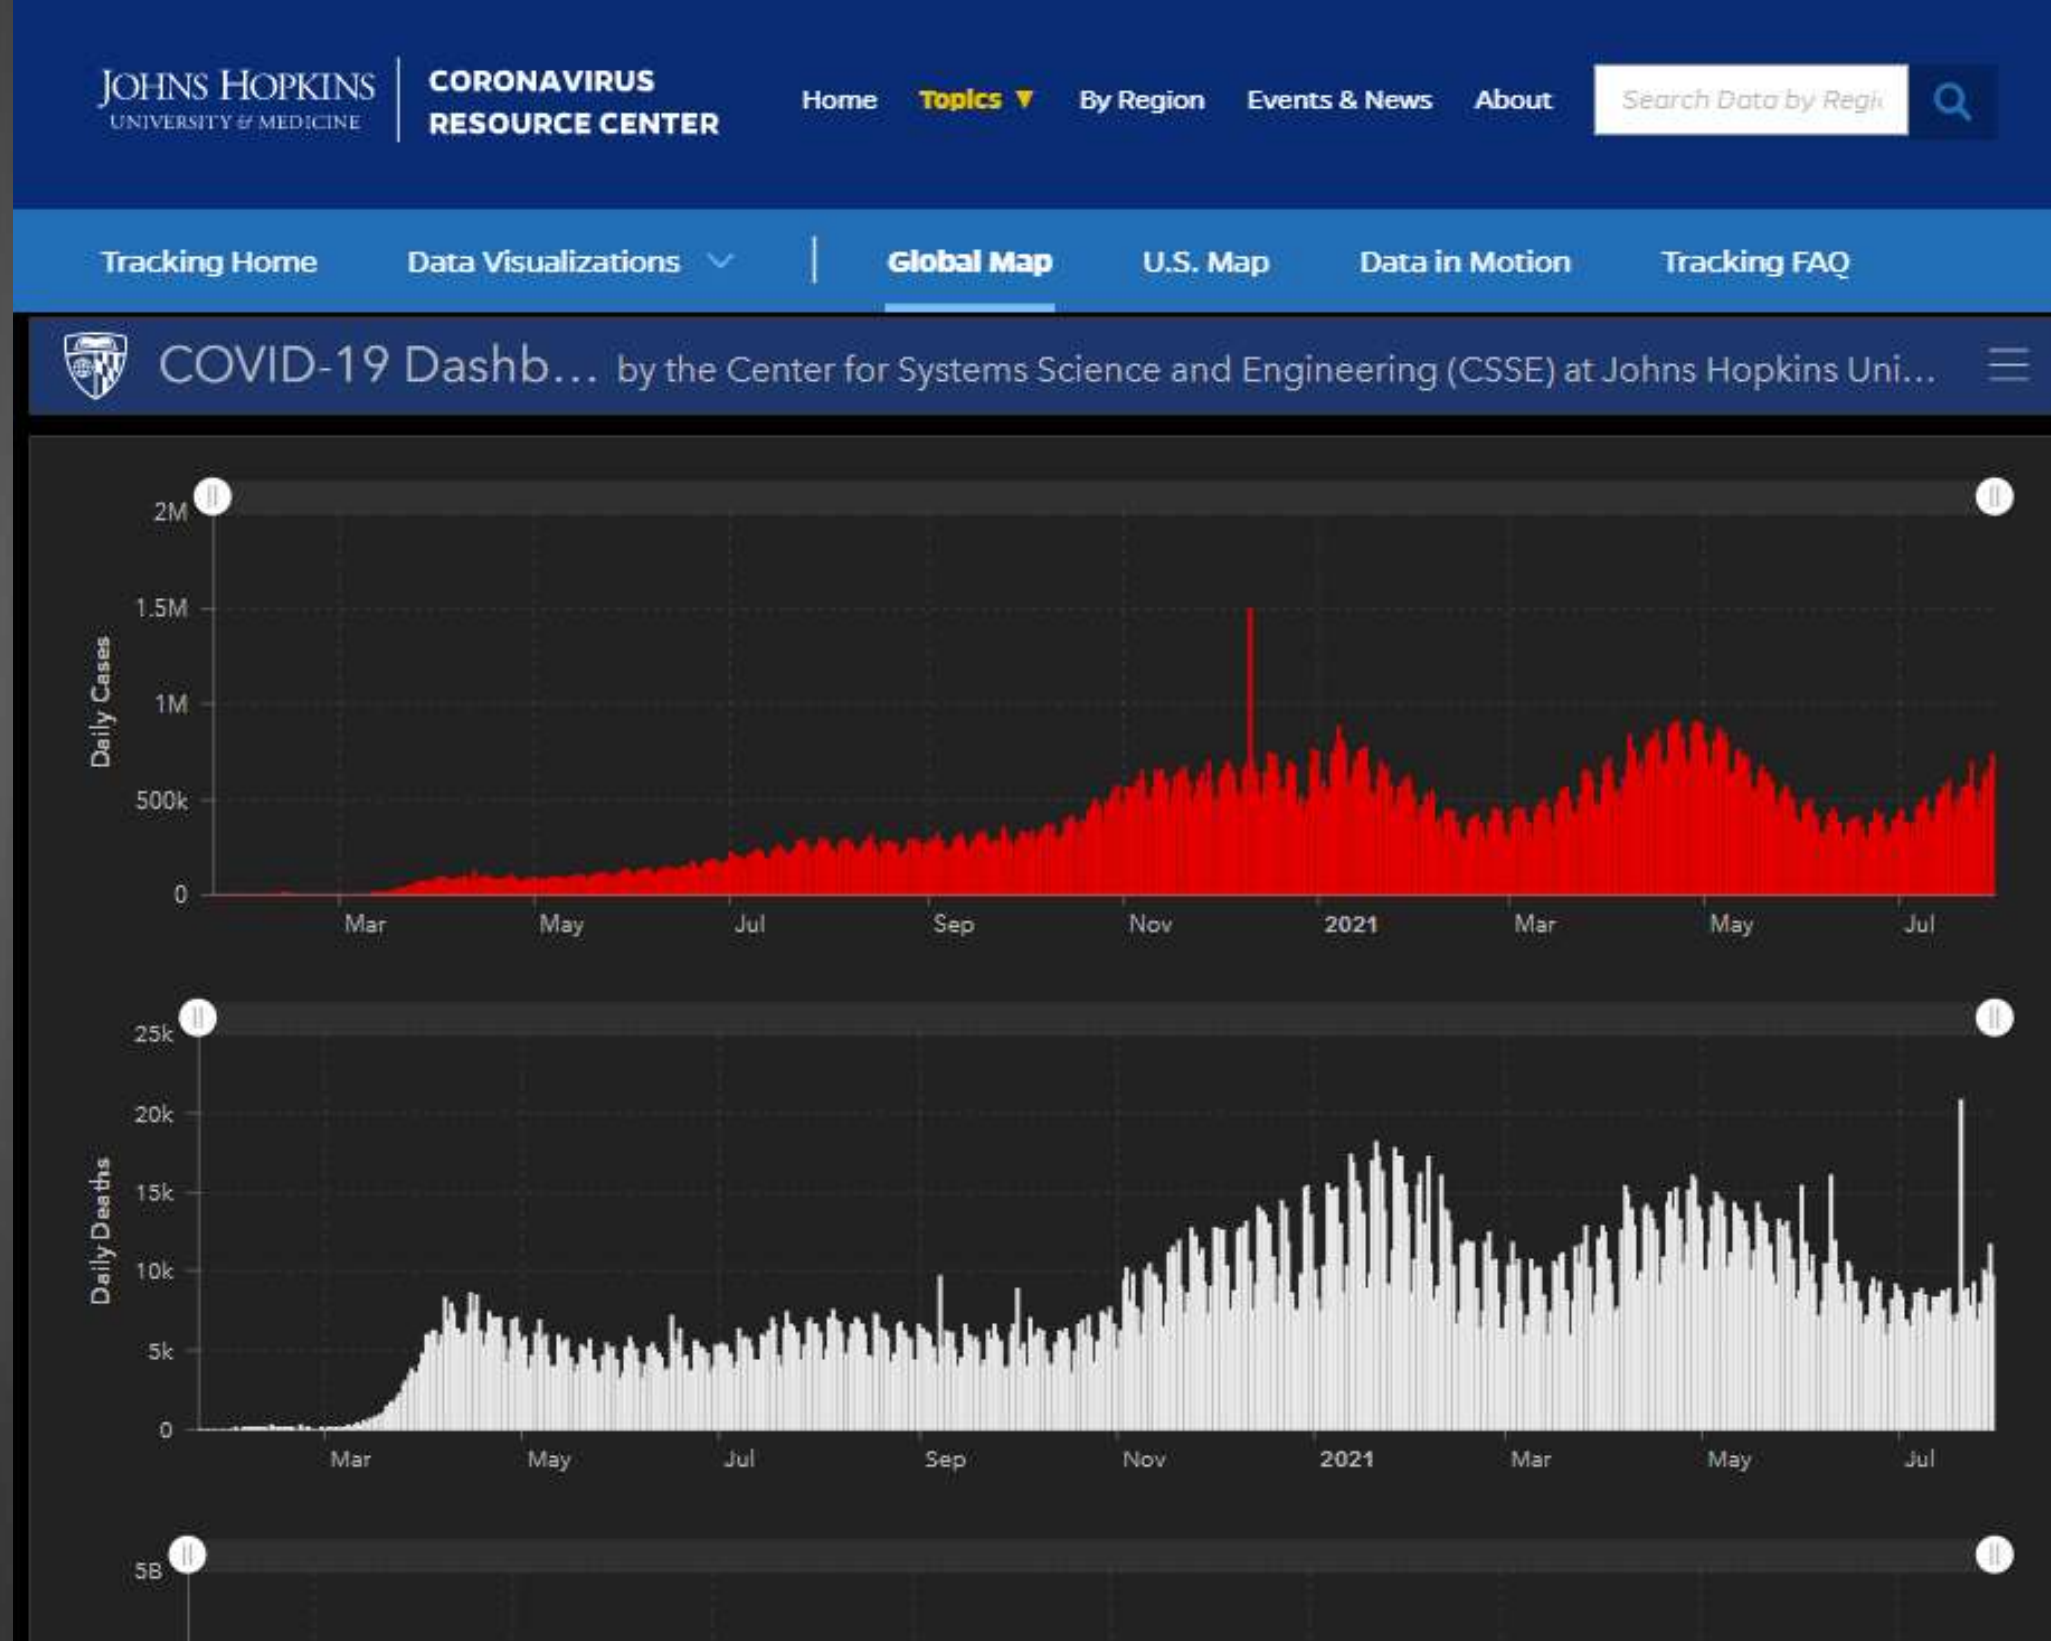 JOHNS HOPKINS
UNIVERSITY & MEDICINE
CORONAVIRUS
RESOURCE CENTER
Home Topics ▼ By Region Events & News About Search Data by Regi
Tracking Home Data Visualizations Global Map U.S. Map Data in Motion Tracking FAQ
COVID-19 Dashb... by the Center for Systems Science and Engineering (CSSE) at Johns Hopkins Uni...
2M
1.5M
1M
500k
0
Daily Cases
Mar May Jul Sep Nov 2021 Mar May Jul
25k
20k
15k
10k
5k
0
Daily Deaths
Mar May Jul Sep Nov 2021 Mar May Jul
5B